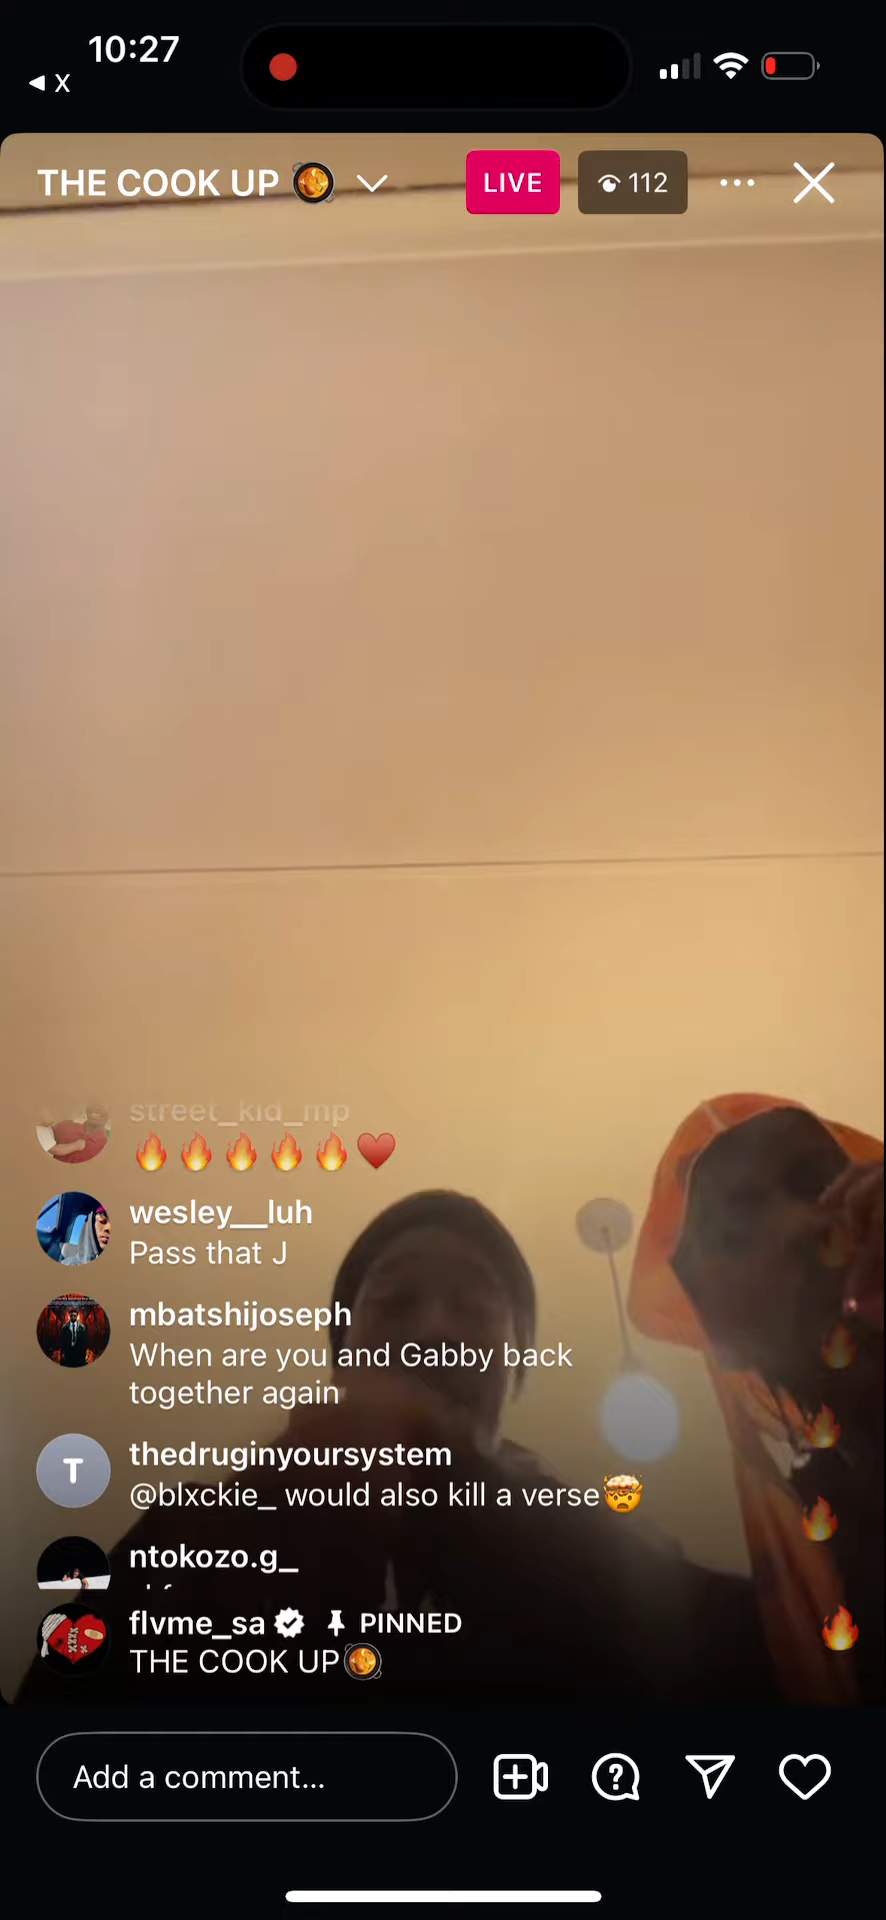 10:27
X
THE COOK UP 🥘
LIVE
112
street_kid_mp
🔥🔥🔥🔥🔥♥️
wesley__luh
Pass that J
mbatshijoseph
When are you and Gabby back
together again
T
thedruginyoursystem
@blxckie_ would also kill a verse🤯
ntokozo.g_
flvme_sa PINNED
THE COOK UP🥘
Add a comment...